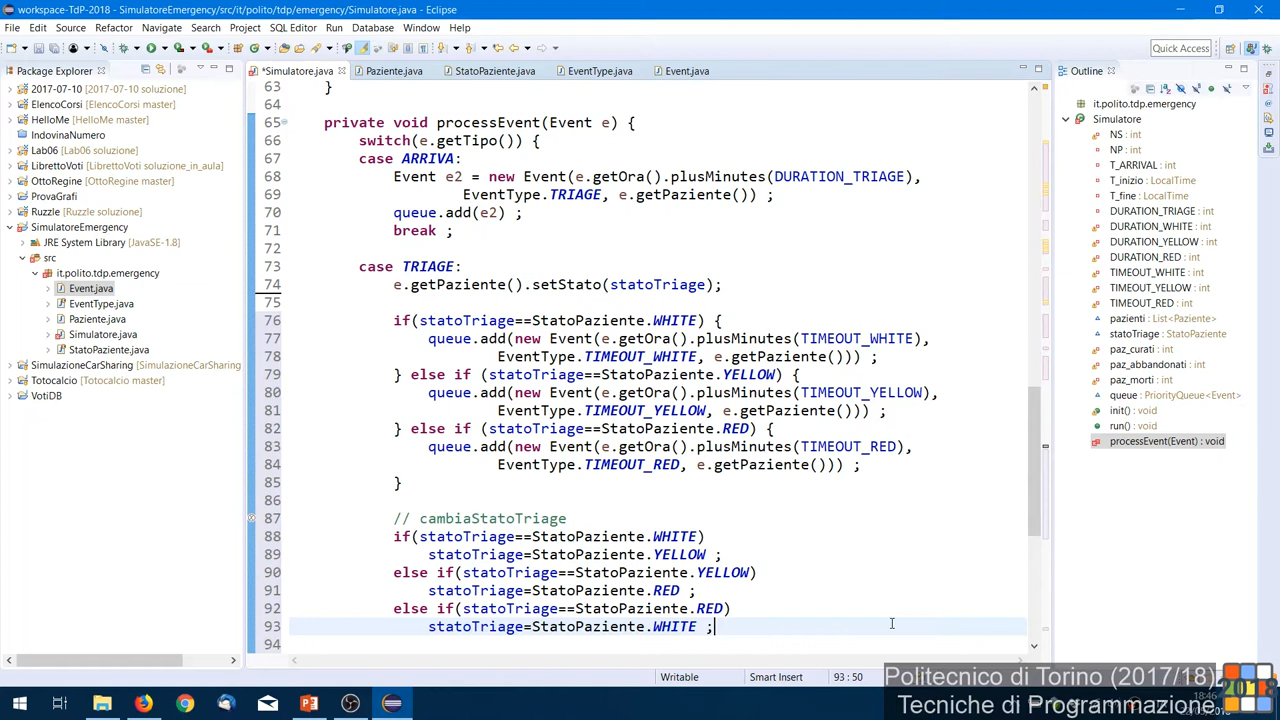 workspace-TdP-2018 - SimulatoreEmergency/src/it/polito/tdp/emergency/Simulatore.java - Eclipse
File Edit Source Refactor Navigate Search Project SQL Editor Run Database Window Help
Quick Access
Package Explorer
*Simulatore.java Paziente.java StatoPaziente.java EventType.java Event.java
Outline
2017-07-10 (2017-07-10 soluzione)
ElencoCorsi [ElencoCorsi master]
HelloMe [HelloMe master]
IndovinaNumero
Lab06 [Lab06 soluzione]
LibrettoVoti [LibrettoVoti soluzione_in_aula]
OttoRegine [OttoRegine master]
ProvaGrafi
Ruzzle [Ruzzle soluzione]
SimulatoreEmergency
JRE System Library [JavaSE-1.8]
src
it.polito.tdp.emergency
Event.java
EventType.java
Paziente.java
Simulatore.java
StatoPaziente.java
SimulazioneCarSharing [SimulazioneCarSharing
Totocalcio [Totocalcio master]
VotiDB
63 }
64
65 private void processEvent(Event e) {
66 switch(e.getTipo()) {
67 case ARRIVA:
68 Event e2 = new Event(e.getOra().plusMinutes(DURATION_TRIAGE),
69 EventType.TRIAGE, e.getPaziente()) ;
70 queue.add(e2) ;
71 break ;
72
73 case TRIAGE:
74 e.getPaziente().setStato(statoTriage);
75
76 if(statoTriage==StatoPaziente.WHITE) {
77 queue.add(new Event(e.getOra().plusMinutes(TIMEOUT_WHITE),
78 EventType.TIMEOUT_WHITE, e.getPaziente())) ;
79 } else if (statoTriage==StatoPaziente.YELLOW) {
80 queue.add(new Event(e.getOra().plusMinutes(TIMEOUT_YELLOW),
81 EventType.TIMEOUT_YELLOW, e.getPaziente())) ;
82 } else if (statoTriage==StatoPaziente.RED) {
83 queue.add(new Event(e.getOra().plusMinutes(TIMEOUT_RED),
84 EventType.TIMEOUT_RED, e.getPaziente())) ;
85 }
86
87 // cambiaStatoTriage
88 if(statoTriage==StatoPaziente.WHITE)
89 statoTriage=StatoPaziente.YELLOW ;
90 else if(statoTriage==StatoPaziente.YELLOW)
91 statoTriage=StatoPaziente.RED ;
92 else if(statoTriage==StatoPaziente.RED)
93 statoTriage=StatoPaziente.WHITE ;
94
it.polito.tdp.emergency
Simulatore
NS : int
NP : int
T_ARRIVAL : int
T_inizio : LocalTime
T_fine : LocalTime
DURATION_TRIAGE : int
DURATION_WHITE : int
DURATION_YELLOW : int
DURATION_RED : int
TIMEOUT_WHITE : int
TIMEOUT_YELLOW : int
TIMEOUT_RED : int
pazienti : List<Paziente>
statoTriage : StatoPaziente
paz_curati : int
paz_abbandonati : int
paz_morti : int
queue : PriorityQueue<Event>
init() : void
run() : void
processEvent(Event) : void
Writable Smart Insert 93 : 50
Politecnico di Torino (2017/18)
Tecniche di Programmazione
18:46
2018